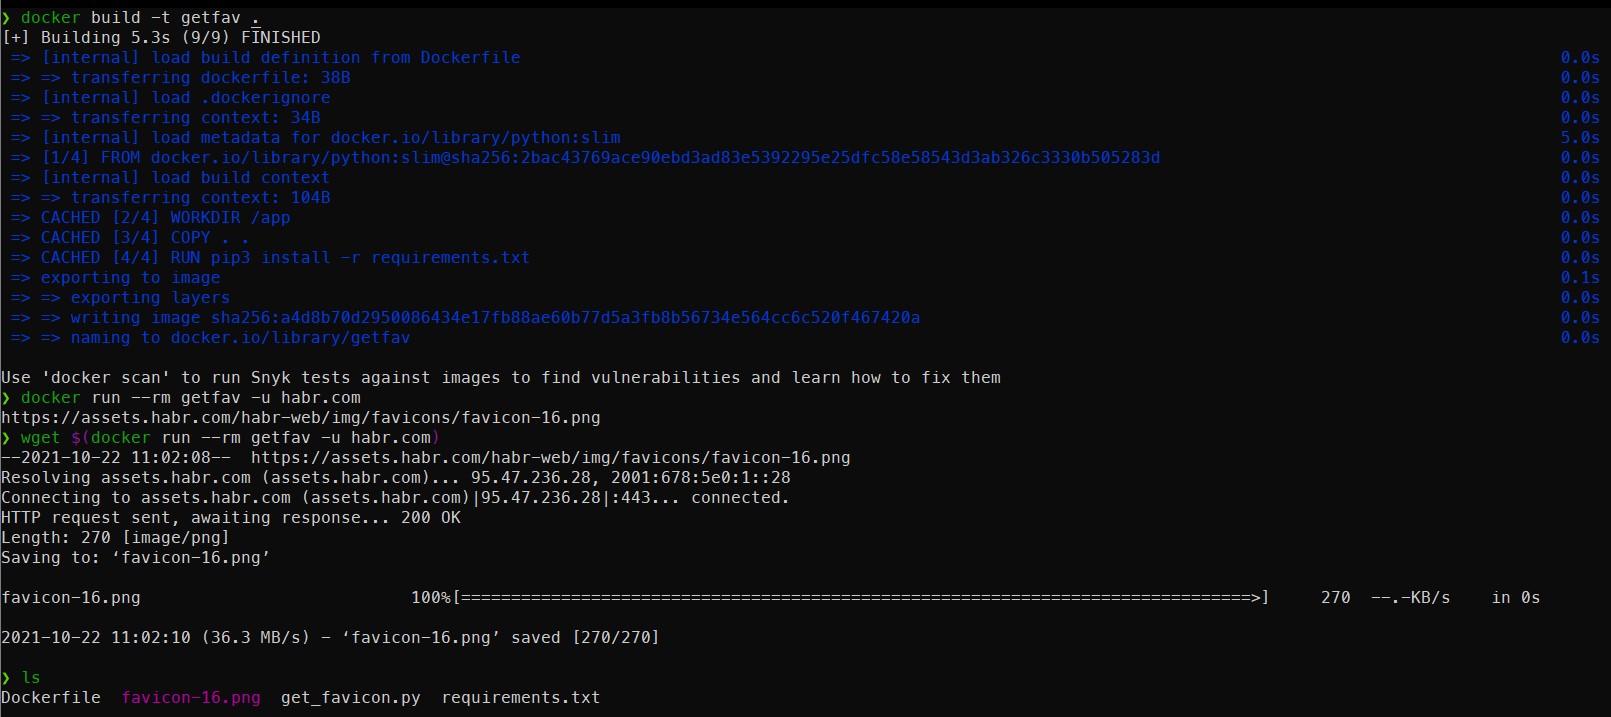 ❯ docker build -t getfav .
[+] Building 5.3s (9/9) FINISHED
=> [internal] load build definition from Dockerfile 0.0s
=> => transferring dockerfile: 38B 0.0s
=> [internal] load .dockerignore 0.0s
=> => transferring context: 34B 0.0s
=> [internal] load metadata for docker.io/library/python:slim 5.0s
=> [1/4] FROM docker.io/library/python:slim@sha256:2bac43769ace90ebd3ad83e5392295e25dfc58e58543d3ab326c3330b505283d 0.0s
=> [internal] load build context 0.0s
=> => transferring context: 104B 0.0s
=> CACHED [2/4] WORKDIR /app 0.0s
=> CACHED [3/4] COPY . . 0.0s
=> CACHED [4/4] RUN pip3 install -r requirements.txt 0.0s
=> exporting to image 0.1s
=> => exporting layers 0.0s
=> => writing image sha256:a4d8b70d2950086434e17fb88ae60b77d5a3fb8b56734e564cc6c520f467420a 0.0s
=> => naming to docker.io/library/getfav 0.0s
Use 'docker scan' to run Snyk tests against images to find vulnerabilities and learn how to fix them
❯ docker run --rm getfav -u habr.com
https://assets.habr.com/habr-web/img/favicons/favicon-16.png
❯ wget $(docker run --rm getfav -u habr.com)
--2021-10-22 11:02:08--  https://assets.habr.com/habr-web/img/favicons/favicon-16.png
Resolving assets.habr.com (assets.habr.com)... 95.47.236.28, 2001:678:5e0:1::28
Connecting to assets.habr.com (assets.habr.com)|95.47.236.28|:443... connected.
HTTP request sent, awaiting response... 200 OK
Length: 270 [image/png]
Saving to: ‘favicon-16.png’
favicon-16.png 100%[===============================================================================>] 270 --.-KB/s in 0s
2021-10-22 11:02:10 (36.3 MB/s) - ‘favicon-16.png’ saved [270/270]
❯ ls
Dockerfile favicon-16.png get_favicon.py requirements.txt